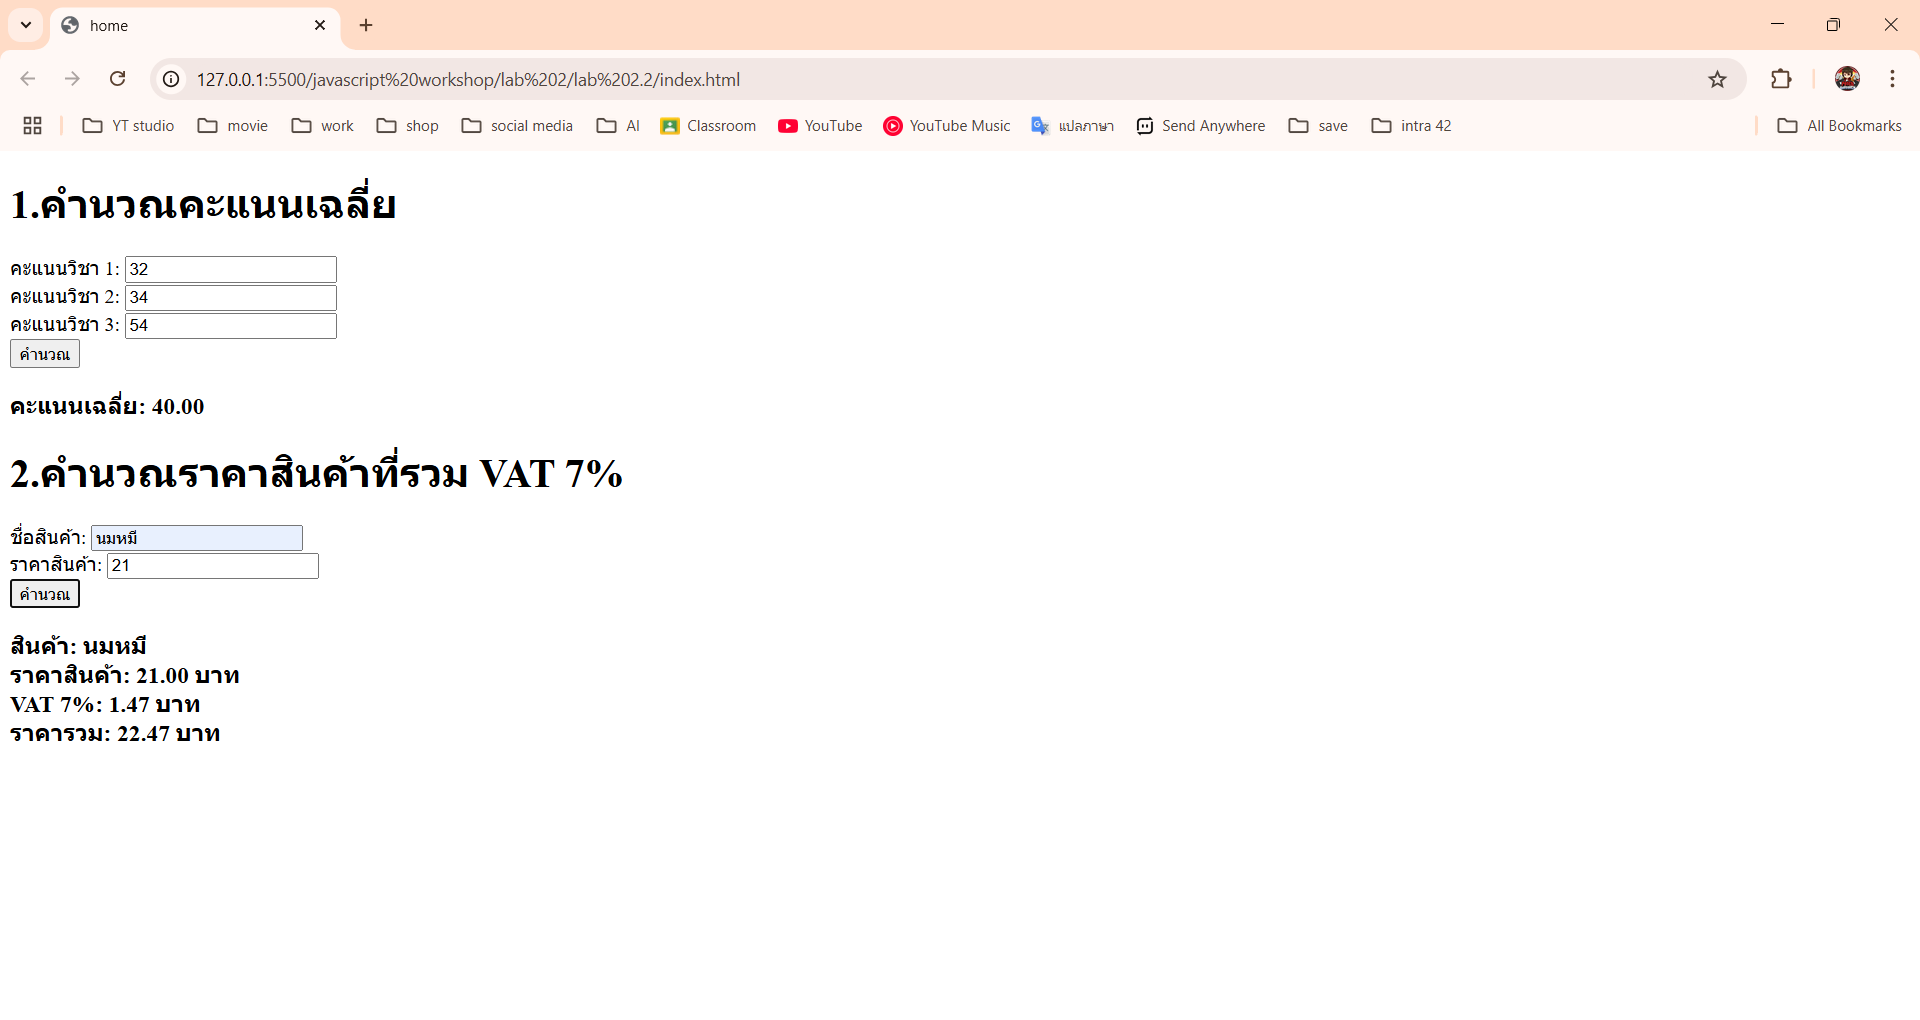 home
127.0.0.1:5500/javascript%20workshop/lab%202/lab%202.2/index.html
YT studio movie work shop social media AI Classroom YouTube YouTube Music แปลภาษา Send Anywhere save intra 42 All Bookmarks
1.คำนวณคะแนนเฉลี่ย
คะแนนวิชา 1: 32
คะแนนวิชา 2: 34
คะแนนวิชา 3: 54
คำนวณ
คะแนนเฉลี่ย: 40.00
2.คำนวณราคาสินค้าที่รวม VAT 7%
ชื่อสินค้า: นมหมี
ราคาสินค้า: 21
คำนวณ
สินค้า: นมหมี
ราคาสินค้า: 21.00 บาท
VAT 7%: 1.47 บาท
ราคารวม: 22.47 บาท